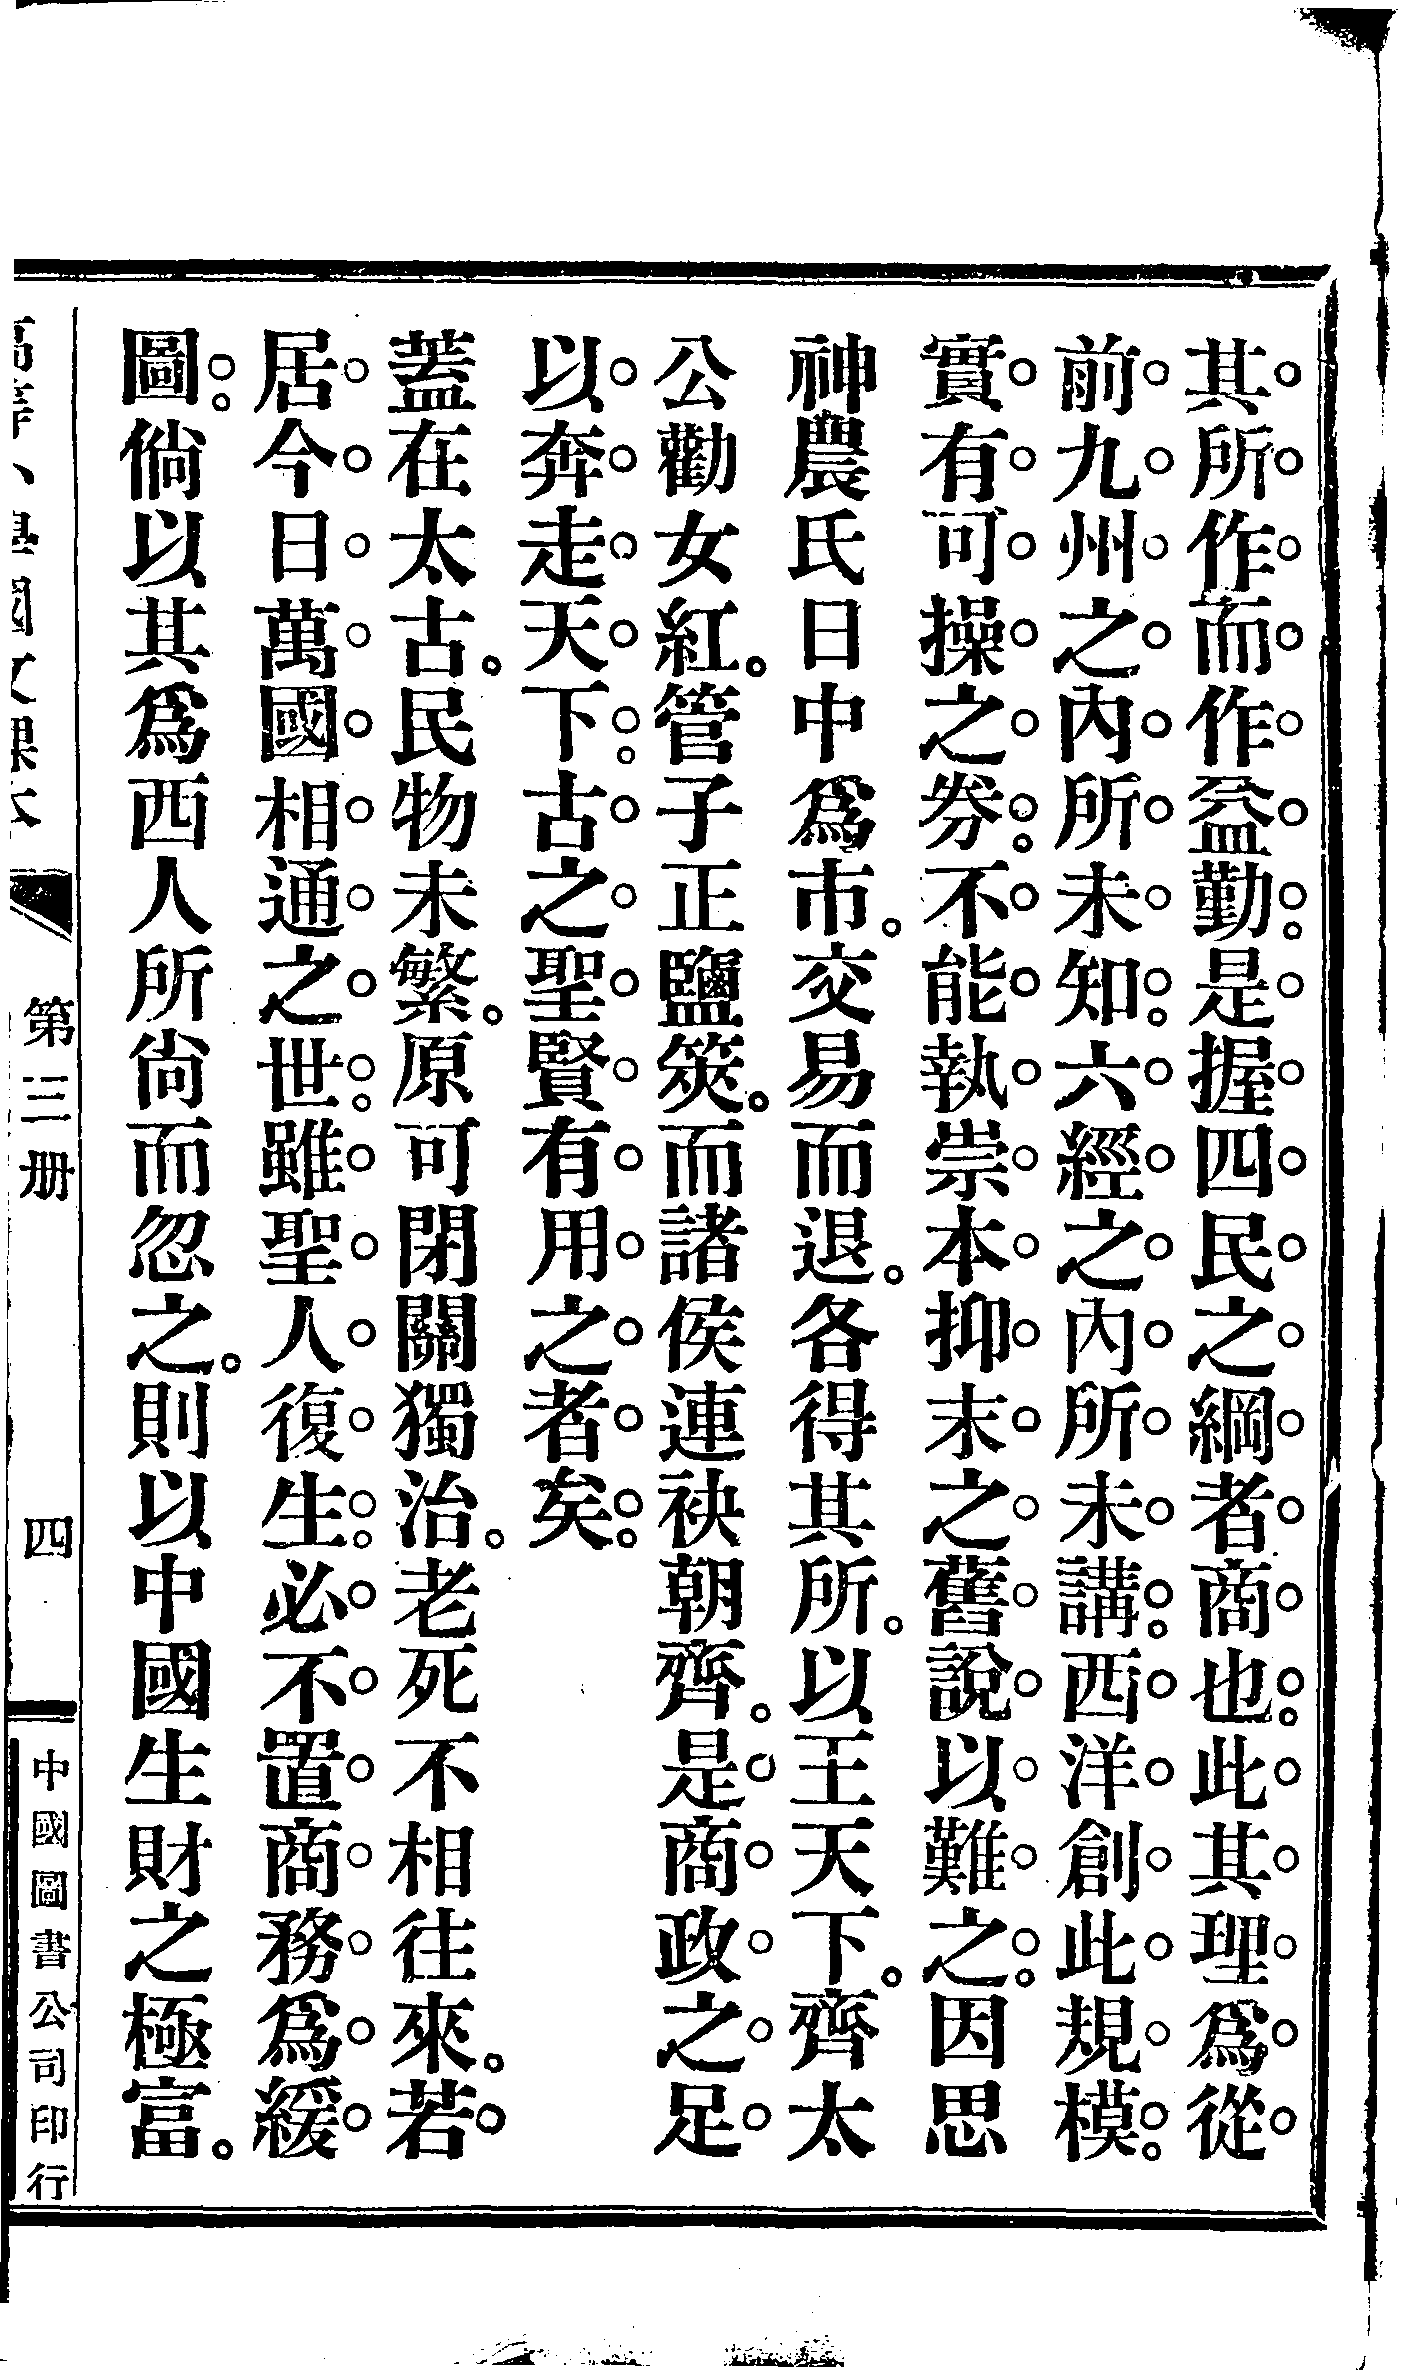 其所作而作益勤。是握四民之綱者商也。此其理爲從
前九州之內所未知。六經之內所未講。西洋創此規模。
實有可操之劵。不能執崇本抑末之舊說以難之。因思
神農氏日中爲市。交易而退。各得其所。以王天下。齊太
公勸女紅。管子正鹽筴。而諸侯連袂朝齊。是商政之足
以奔走天下。古之聖賢有用之者矣。
蓋在太古。民物未繁。原可閉關獨治。老死不相往來。若
居今日萬國相通之世。雖聖人復生。必不置商務爲緩
圖。倘以其爲西人所尙而忽之。則以中國生財之極富。
高等小學國文課本 第三册 四 中國圖書公司印行